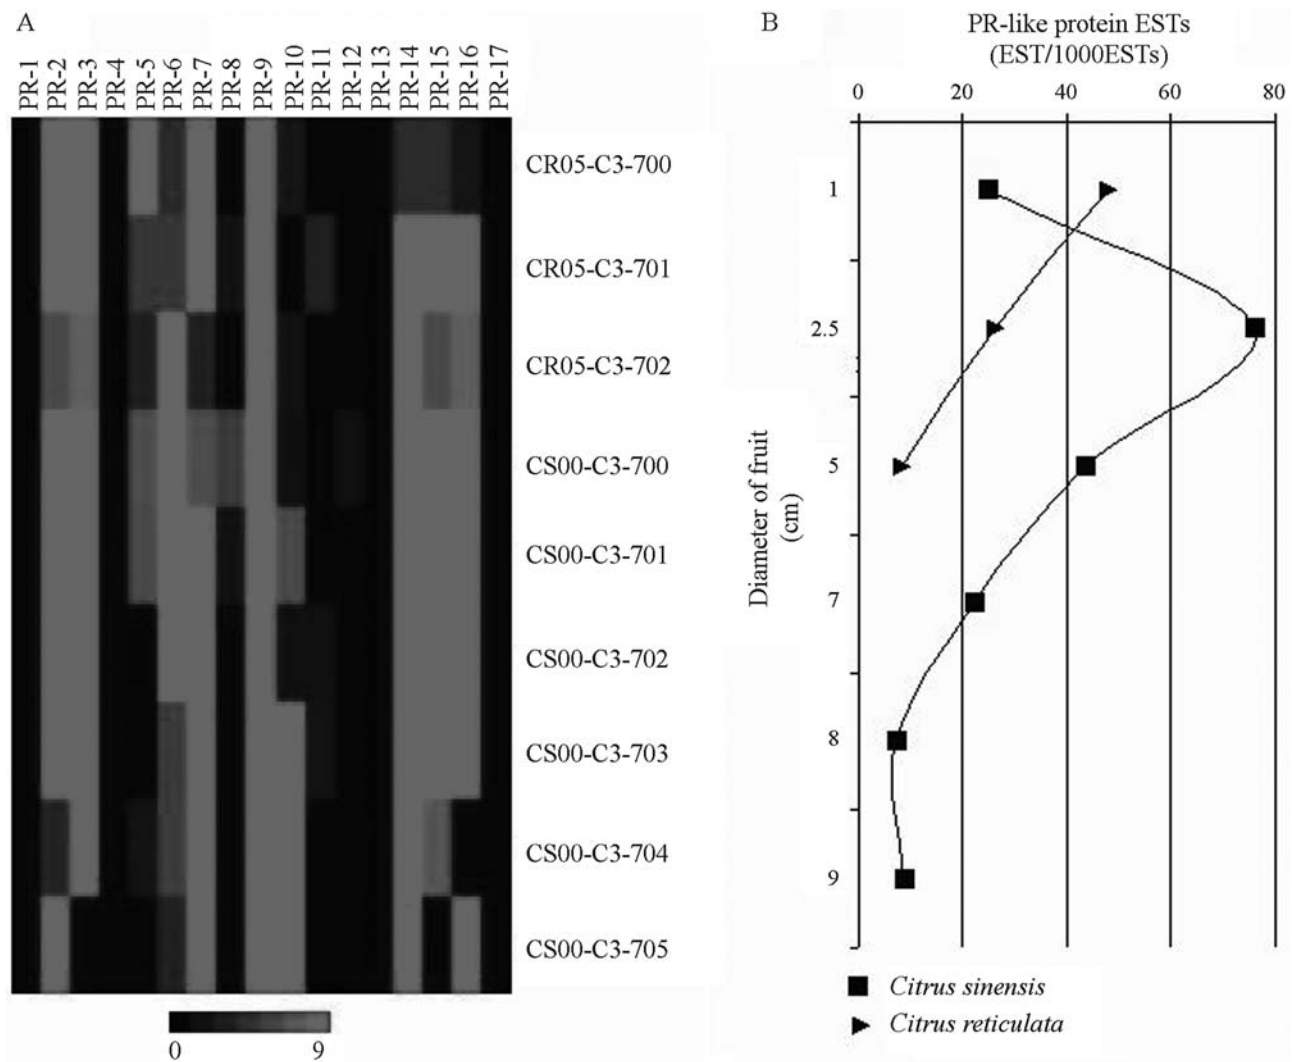 A
PR-1
PR-2
PR-3
PR-4
PR-5
PR-6
PR-7
PR-8
PR-9
PR-10
PR-11
PR-12
PR-13
PR-14
PR-15
PR-16
PR-17
CR05-C3-700
CR05-C3-701
CR05-C3-702
CS00-C3-700
CS00-C3-701
CS00-C3-702
CS00-C3-703
CS00-C3-704
CS00-C3-705
0 9
B
PR-like protein ESTs
(EST/1000ESTs)
0 20 40 60 80
1
2.5
5
7
8
9
Diameter of fruit
(cm)
Citrus sinensis
Citrus reticulata